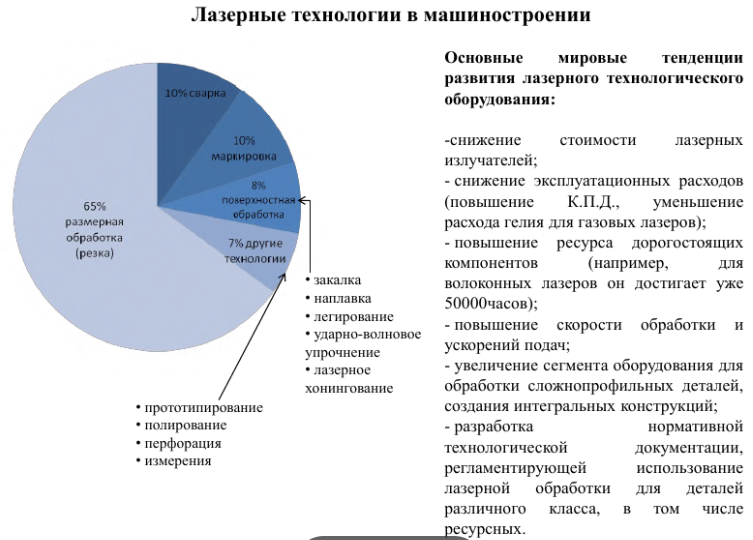 Лазерные технологии в машиностроении
10% сварка
10%
маркировка
8%
поверхностная
обработка
7% другие
технологии
65%
размерная
обработка
(резка)
• закалка
• наплавка
• легирование
• ударно-волновое
упрочнение
• лазерное
хонингование
• прототипирование
• полирование
• перфорация
• измерения
Основные мировые тенденции
развития лазерного технологического
оборудования:
-снижение стоимости лазерных
излучателей;
- снижение эксплуатационных расходов
(повышение К.П.Д., уменьшение
расхода гелия для газовых лазеров);
- повышение ресурса дорогостоящих
компонентов (например, для
волоконных лазеров он достигает уже
50000часов);
- повышение скорости обработки и
ускорений подач;
- увеличение сегмента оборудования для
обработки сложнопрофильных деталей,
создания интегральных конструкций;
- разработка нормативной
технологической документации,
регламентирующей использование
лазерной обработки для деталей
различного класса, в том числе
ресурсных.